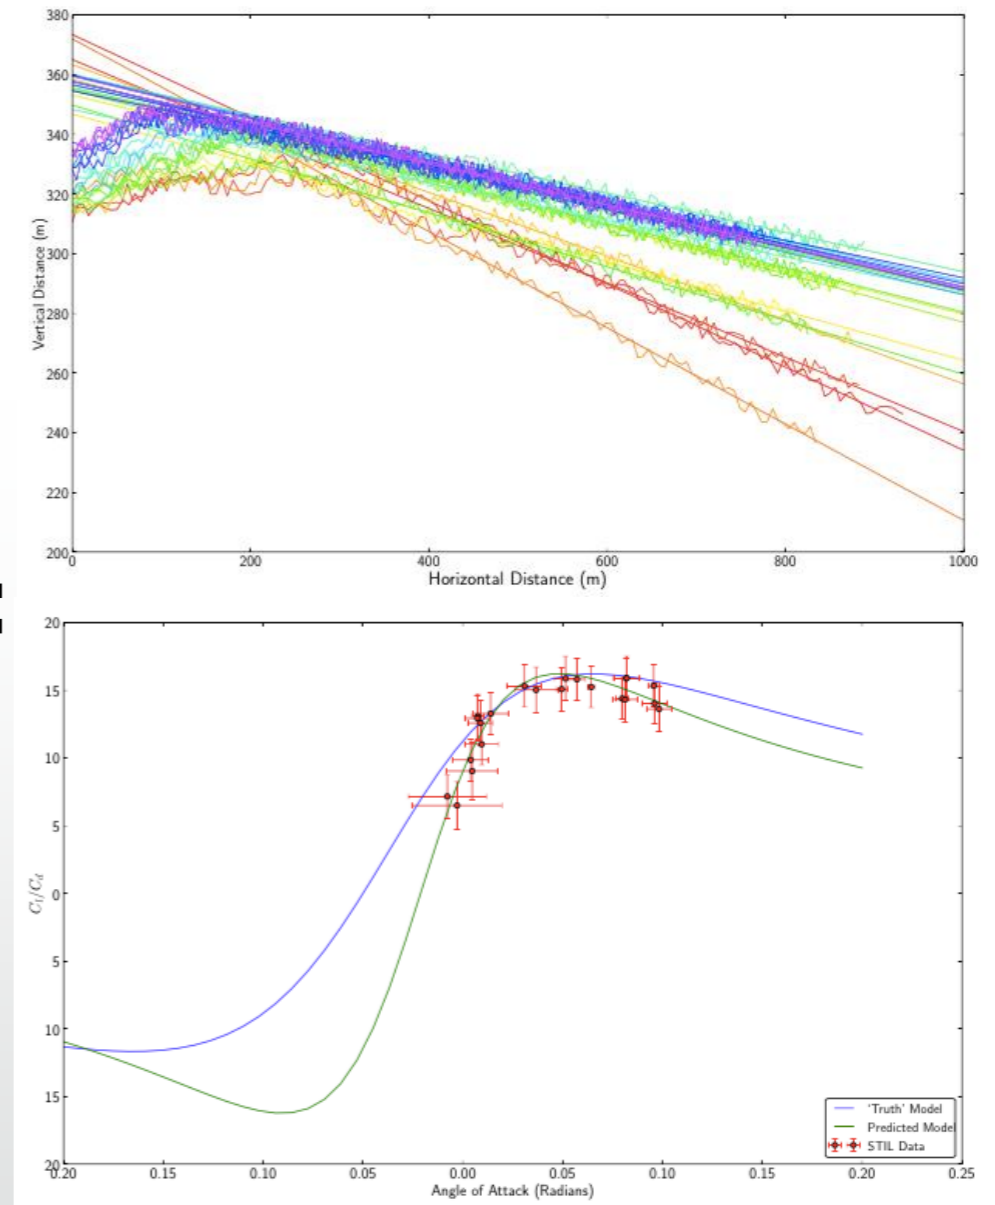 380
360
340
320
300
280
260
240
220
200
Vertical Distance (m)
0 200 400 600 800 1000
Horizontal Distance (m)
20
15
10
5
0
5
10
15
20
C_l/C_d
0.20 0.15 0.10 0.05 0.00 0.05 0.10 0.15 0.20 0.25
Angle of Attack (Radians)
'Truth' Model
Predicted Model
STIL Data